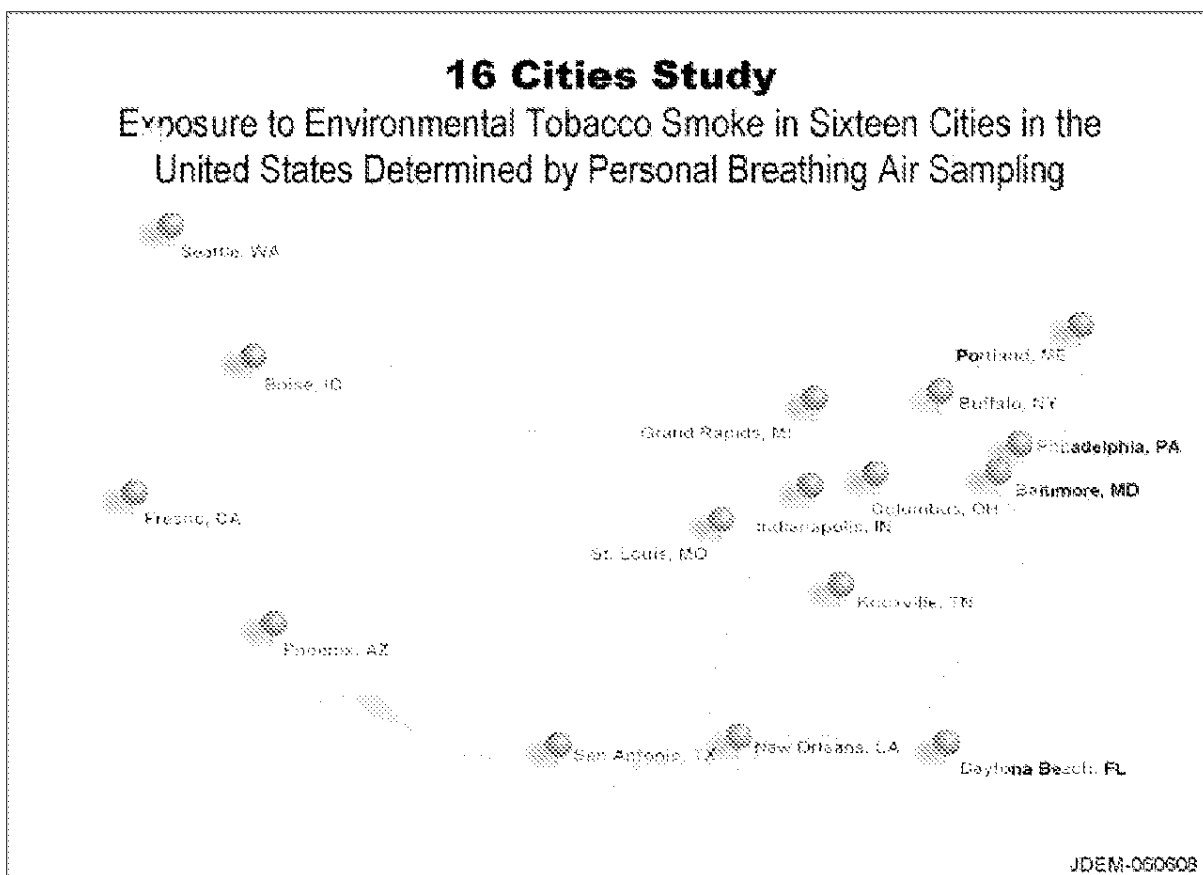 16 Cities Study
Exposure to Environmental Tobacco Smoke in Sixteen Cities in the
United States Determined by Personal Breathing Air Sampling
Seattle, WA
Portland, ME
Boise, ID
Buffalo, NY
Grand Rapids, MI
Philadelphia, PA
Baltimore, MD
Columbus, OH
Fresno, CA
Indianapolis, IN
St. Louis, MO
Knoxville, TN
Phoenix, AZ
San Antonio, TX
New Orleans, LA
Daytona Beach, FL
JDEM-060608